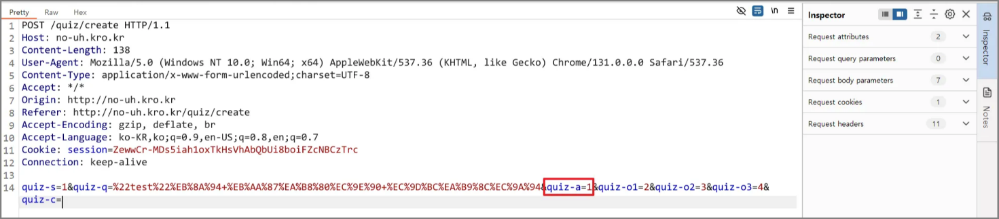 Pretty Raw Hex \n Inspector
1 POST /quiz/create HTTP/1.1
2 Host: no-uh.kro.kr
3 Content-Length: 138
4 User-Agent: Mozilla/5.0 (Windows NT 10.0; Win64; x64) AppleWebKit/537.36 (KHTML, like Gecko) Chrome/131.0.0.0 Safari/537.36
5 Content-Type: application/x-www-form-urlencoded;charset=UTF-8
6 Accept: */*
7 Origin: http://no-uh.kro.kr
8 Referer: http://no-uh.kro.kr/quiz/create
9 Accept-Encoding: gzip, deflate, br
10 Accept-Language: ko-KR,ko;q=0.9,en-US;q=0.8,en;q=0.7
11 Cookie: session=ZewwCr-MDs5iah1oxTkHsVhAbQbUi8boiFZcNBCzTrc
12 Connection: keep-alive
13
14 quiz-s=1&quiz-q=%22test%22%EB%8A%94+%EB%AA%87%EA%B8%80%EC%9E%90+%EC%9D%BC%EA%B9%8C%EC%9A%94&quiz-a=1&quiz-o1=2&quiz-o2=3&quiz-o3=4&
quiz-c=
Request attributes 2
Request query parameters 0
Request body parameters 7
Request cookies 1
Request headers 11
Inspector
Notes